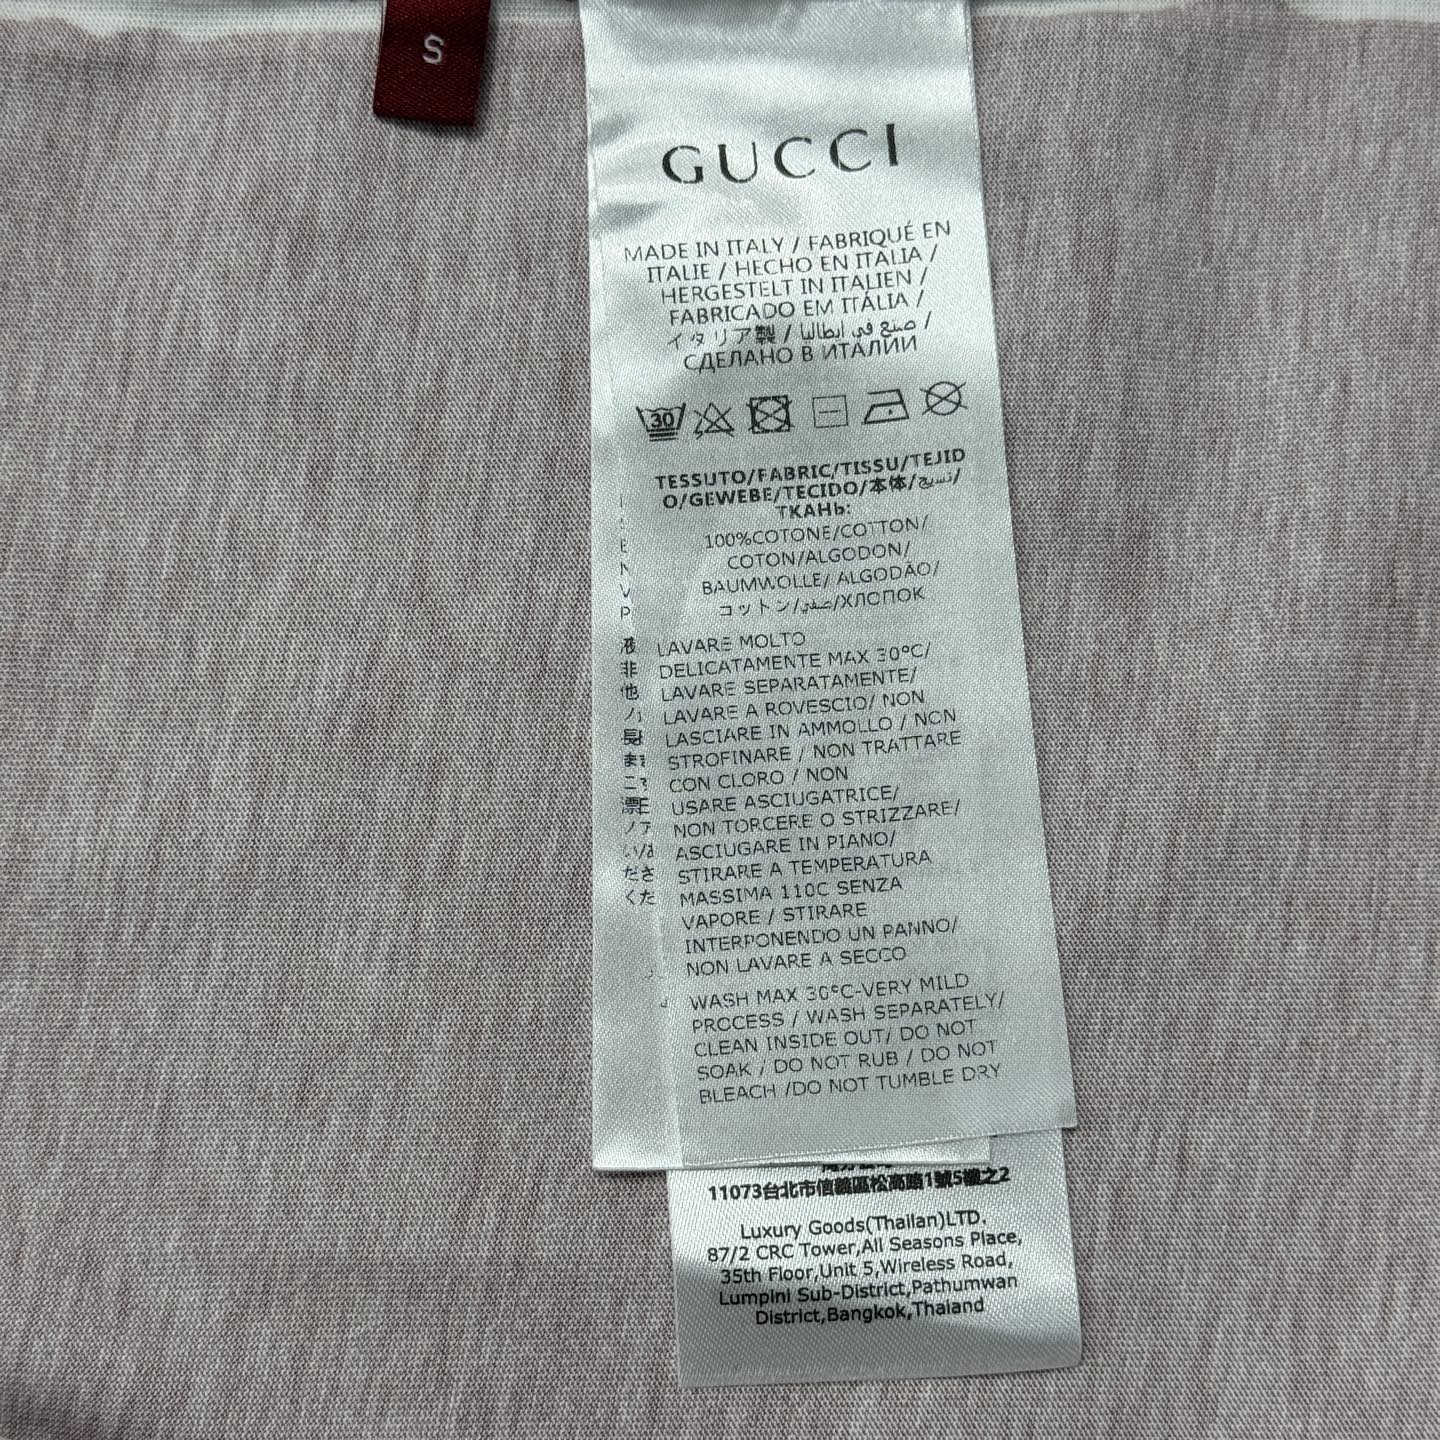 S
GUCCI
MADE IN ITALY / FABRIQUÉ EN
ITALIE / HECHO EN ITALIA /
HERGESTELT IN ITALIEN /
FABRICADO EM ITÁLIA /
イタリア製 / صنع في ايطاليا /
СДЕЛАНО В ИТАЛИИ
30
TESSUTO/FABRIC/TISSU/TEJID
O/GEWEBE/TECIDO/本体/نسيج/
ТКАНЬ:
100%COTONE/COTTON/
COTON/ALGODON/
BAUMWOLLE/ ALGODÃO/
コットン/صفي/ХЛОПОК
LAVARE MOLTO
DELICATAMENTE MAX 30°C/
LAVARE SEPARATAMENTE/
LAVARE A ROVESCIO/ NON
LASCIARE IN AMMOLLO / NON
STROFINARE / NON TRATTARE
CON CLORO / NON
USARE ASCIUGATRICE/
NON TORCERE O STRIZZARE/
ASCIUGARE IN PIANO/
STIRARE A TEMPERATURA
MASSIMA 110C SENZA
VAPORE / STIRARE
INTERPONENDO UN PANNO/
NON LAVARE A SECCO
WASH MAX 30°C-VERY MILD
PROCESS / WASH SEPARATELY/
CLEAN INSIDE OUT/ DO NOT
SOAK / DO NOT RUB / DO NOT
BLEACH /DO NOT TUMBLE DRY
液
非
他
E
N
V
P
ださ
くた
11073台北市信義區松高路1號5樓之2
Luxury Goods(Thailan)LTD.
87/2 CRC Tower,All Seasons Place,
35th Floor,Unit 5,Wireless Road,
Lumpini Sub-District,Pathumwan
District,Bangkok,Thaiand